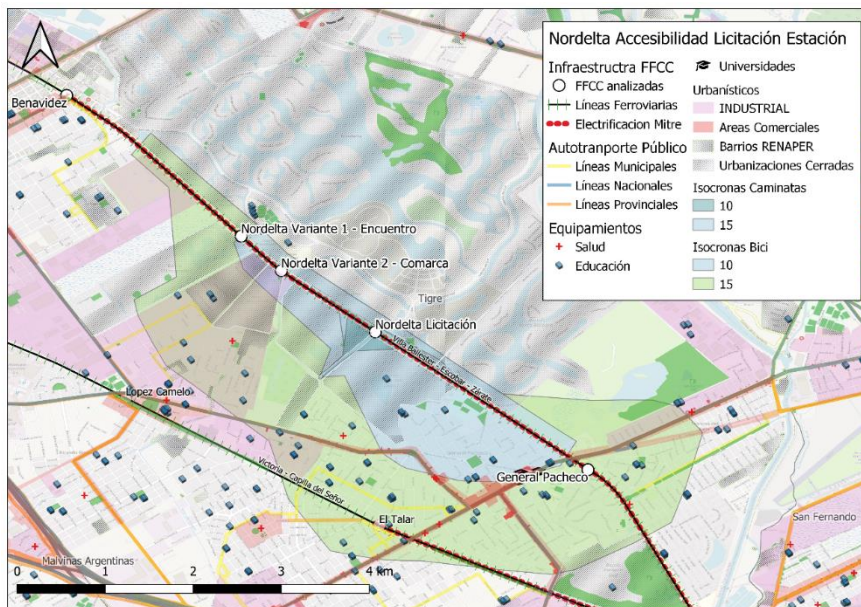 Nordelta Accesibilidad Licitación Estación
Infraestructra FFCC
FFCC analizadas
Líneas Ferroviarias
Electrificacion Mitre
Autotranporte Público
Líneas Municipales
Líneas Nacionales
Líneas Provinciales
Equipamientos
Salud
Educación
Universidades
Urbanísticos
INDUSTRIAL
Areas Comerciales
Barrios RENAPER
Urbanizaciones Cerradas
Isocronas Caminatas
10
15
Isocronas Bici
10
15
Benavidez
Nordelta Variante 1 - Encuentro
Nordelta Variante 2 - Comarca
Tigre
Nordelta Licitación
Villa Ballester - Escobar - Zárate
Lopez Camelo
Victoria - Capilla del Señor
General Pacheco
El Talar
San Fernando
Malvinas Argentinas
0 1 2 3 4 km